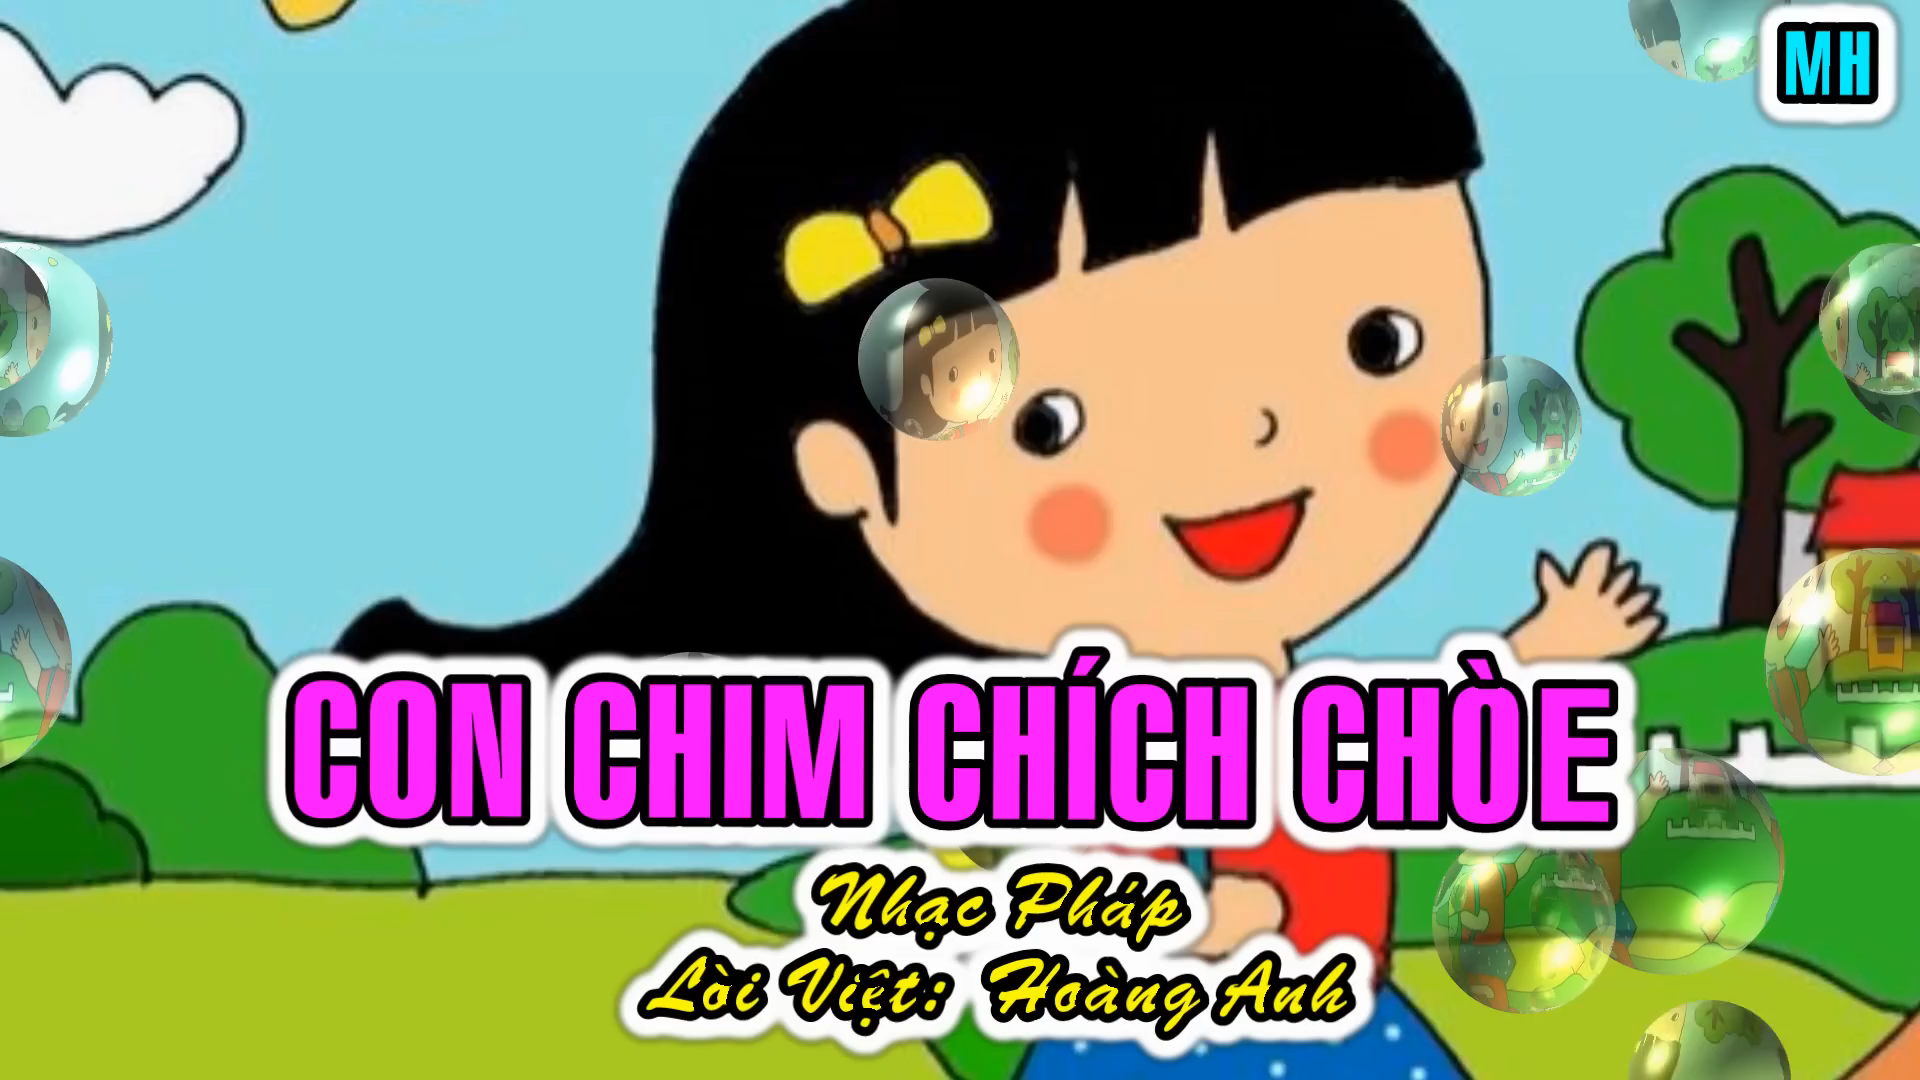 MH
CON CHIM CHÍCH CHÒE
Nhạc Pháp
Lời Việt: Hoàng Anh